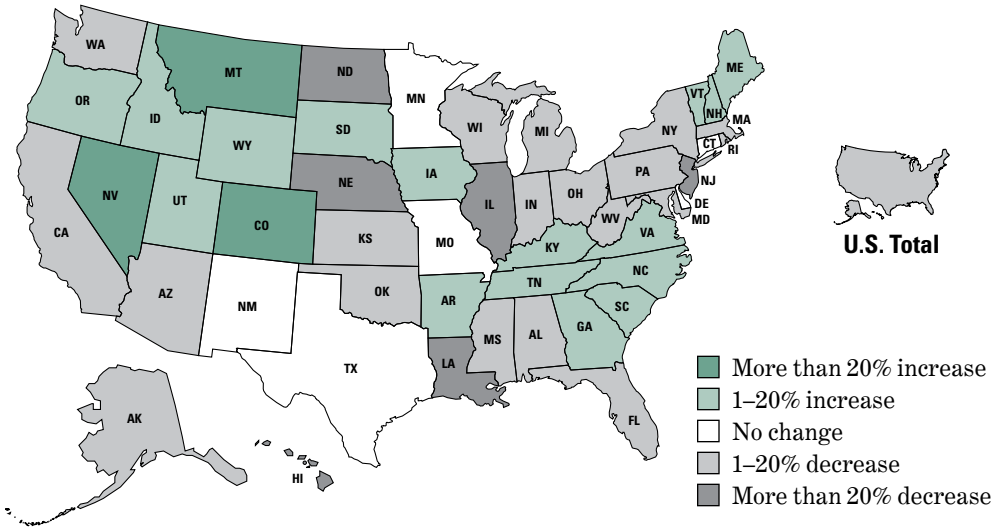 WA
MT
ND
MN
OR
ID
SD
WI
MI
NY
VT
NH
ME
MA
CT
RI
WY
NE
IA
PA
NJ
NV
UT
CO
KS
MO
IL
IN
OH
WV
VA
DE
MD
CA
KY
NC
AZ
NM
OK
AR
TN
SC
TX
LA
MS
AL
GA
FL
AK
HI
U.S. Total
More than 20% increase
1–20% increase
No change
1–20% decrease
More than 20% decrease